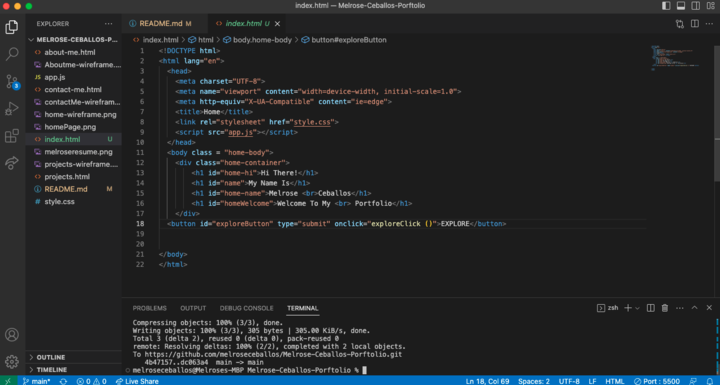 index.html — Melrose-Ceballos-Porftolio
EXPLORER
MELROSE-CEBALLOS-P...
about-me.html
Aboutme-wirefram...
app.js
contact-me.html
contactMe-wirefram...
home-wireframe.png
homePage.png
index.html U
melroseresume.png
projects-wireframe....
projects.html
README.md M
style.css
OUTLINE
TIMELINE
README.md M
index.html U
index.html > html > body.home-body > button#exploreButton
1 <!DOCTYPE html>
2 <html lang="en">
3 <head>
4 <meta charset="UTF-8">
5 <meta name="viewport" content="width=device-width, initial-scale=1.0">
6 <meta http-equiv="X-UA-Compatible" content="ie=edge">
7 <title>Home</title>
8 <link rel="stylesheet" href="style.css">
9 <script src="app.js"></script>
10 </head>
11 <body class = "home-body">
12 <div class="home-container">
13 <h1 id="home-hi">Hi There!</h1>
14 <h1 id="name">My Name Is</h1>
15 <h1 id="home-name">Melrose <br>Ceballos</h1>
16 <h1 id="homeWelcome">Welcome To My <br> Portfolio</h1>
17 </div>
18 <button id="exploreButton" type="submit" onclick="exploreClick ()">EXPLORE</button>
19
20
21 </body>
22 </html>
PROBLEMS OUTPUT DEBUG CONSOLE TERMINAL
zsh
Compressing objects: 100% (3/3), done.
Writing objects: 100% (3/3), 305 bytes | 305.00 KiB/s, done.
Total 3 (delta 2), reused 0 (delta 0), pack-reused 0
remote: Resolving deltas: 100% (2/2), completed with 2 local objects.
To https://github.com/melroseceballos/Melrose-Ceballos-Porftolio.git
4b47157..dc063a4 main -> main
melroseceballos@Melroses-MBP Melrose-Ceballos-Porftolio %
main* 0 0 Live Share Ln 18, Col 69 Spaces: 2 UTF-8 LF HTML Port : 5500